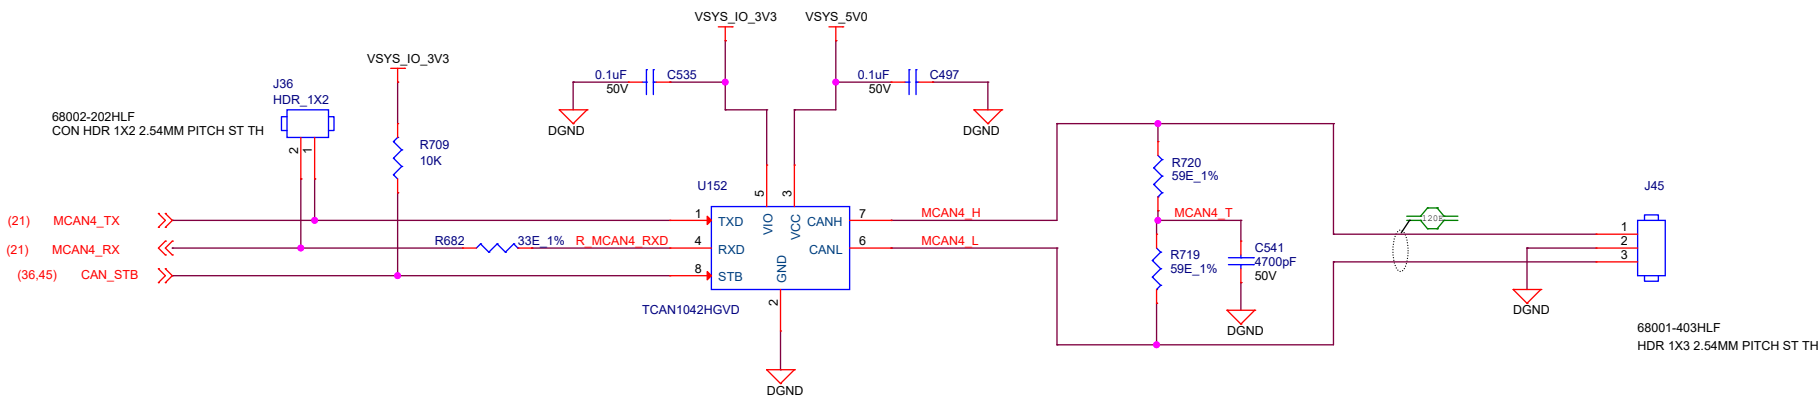 VSYS_IO_3V3
VSYS_5V0
VSYS_IO_3V3
J36
HDR_1X2
68002-202HLF
CON HDR 1X2 2.54MM PITCH ST TH
2
1
R709
10K
0.1uF
C535
50V
DGND
0.1uF
C497
50V
DGND
U152
5
3
(21) MCAN4_TX
1
TXD
VIO
VCC
CANH
7
MCAN4_H
(21) MCAN4_RX
R682
33E_1%
R_MCAN4_RXD
4
RXD
CANL
6
MCAN4_L
(36,45) CAN_STB
8
STB
GND
2
TCAN1042HGVD
DGND
R720
59E_1%
MCAN4_T
R719
59E_1%
C541
4700pF
50V
DGND
J45
1
2
3
DGND
68001-403HLF
HDR 1X3 2.54MM PITCH ST TH